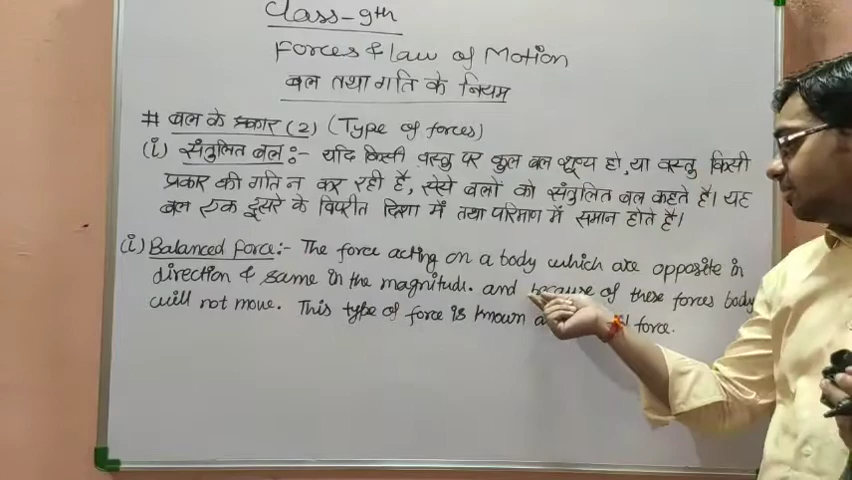 Class-9th
Forces & law of Motion
बल तथा गति के नियम
# बल के प्रकार (2) (Type of forces)
(i) संतुलित बल :- यदि किसी वस्तु पर कुल बल शून्य हो, या वस्तु किसी
प्रकार की गति न कर रही है, ऐसे बलों को संतुलित बल कहते है। यह
बल एक दूसरे के विपरीत दिशा में तथा परिमाण में समान होते है।
(i) Balanced force:- The force acting on a body which are opposite in
direction & same in the magnitude. and because of these forces body
will not move. This type of force is known force.